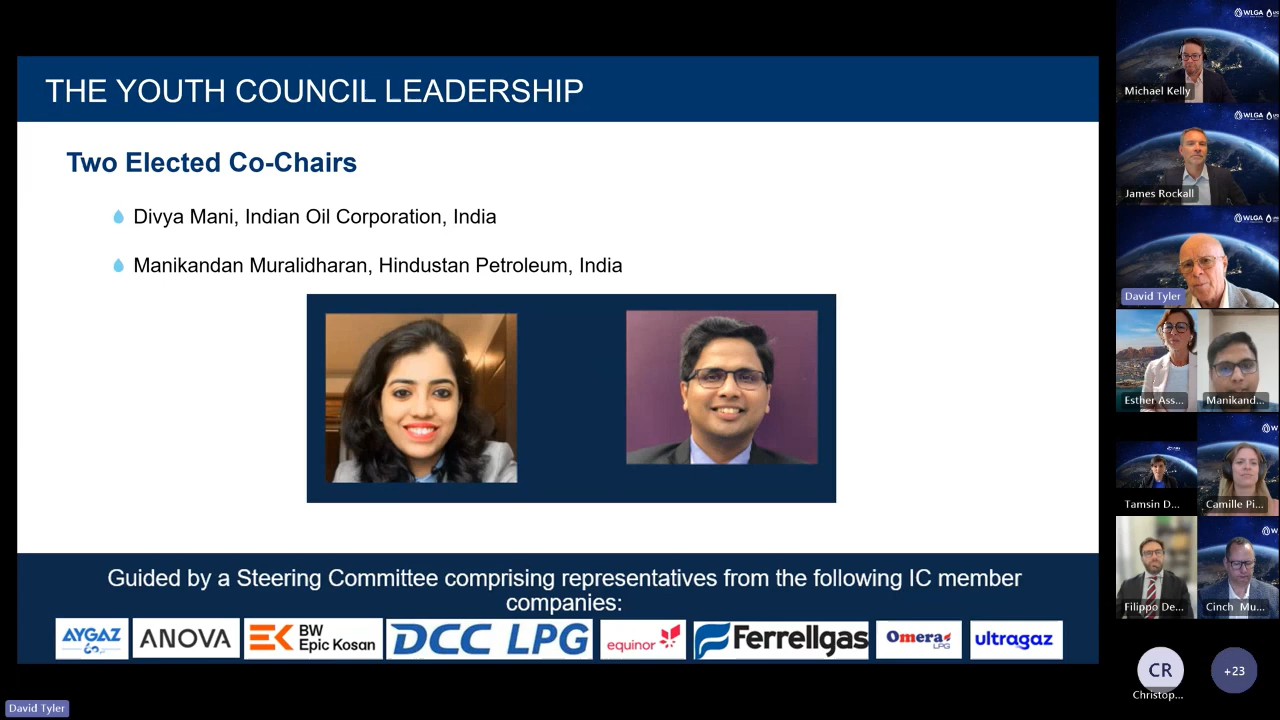 THE YOUTH COUNCIL LEADERSHIP
Two Elected Co-Chairs
Divya Mani, Indian Oil Corporation, India
Manikandan Muralidharan, Hindustan Petroleum, India
Guided by a Steering Committee comprising representatives from the following IC member
companies:
AYGAZ
ANOVA
BW
Epic Kosan
DCC LPG
equinor
Ferrellgas
Omera
LPG
ultragaz
David Tyler
WLGA
Michael Kelly
WLGA
James Rockall
WLGA
David Tyler
Esther Ass...
Manikand...
Tamsin D...
Camille Pi...
Filippo De...
Cinch Mu...
CR
+23
Christop...